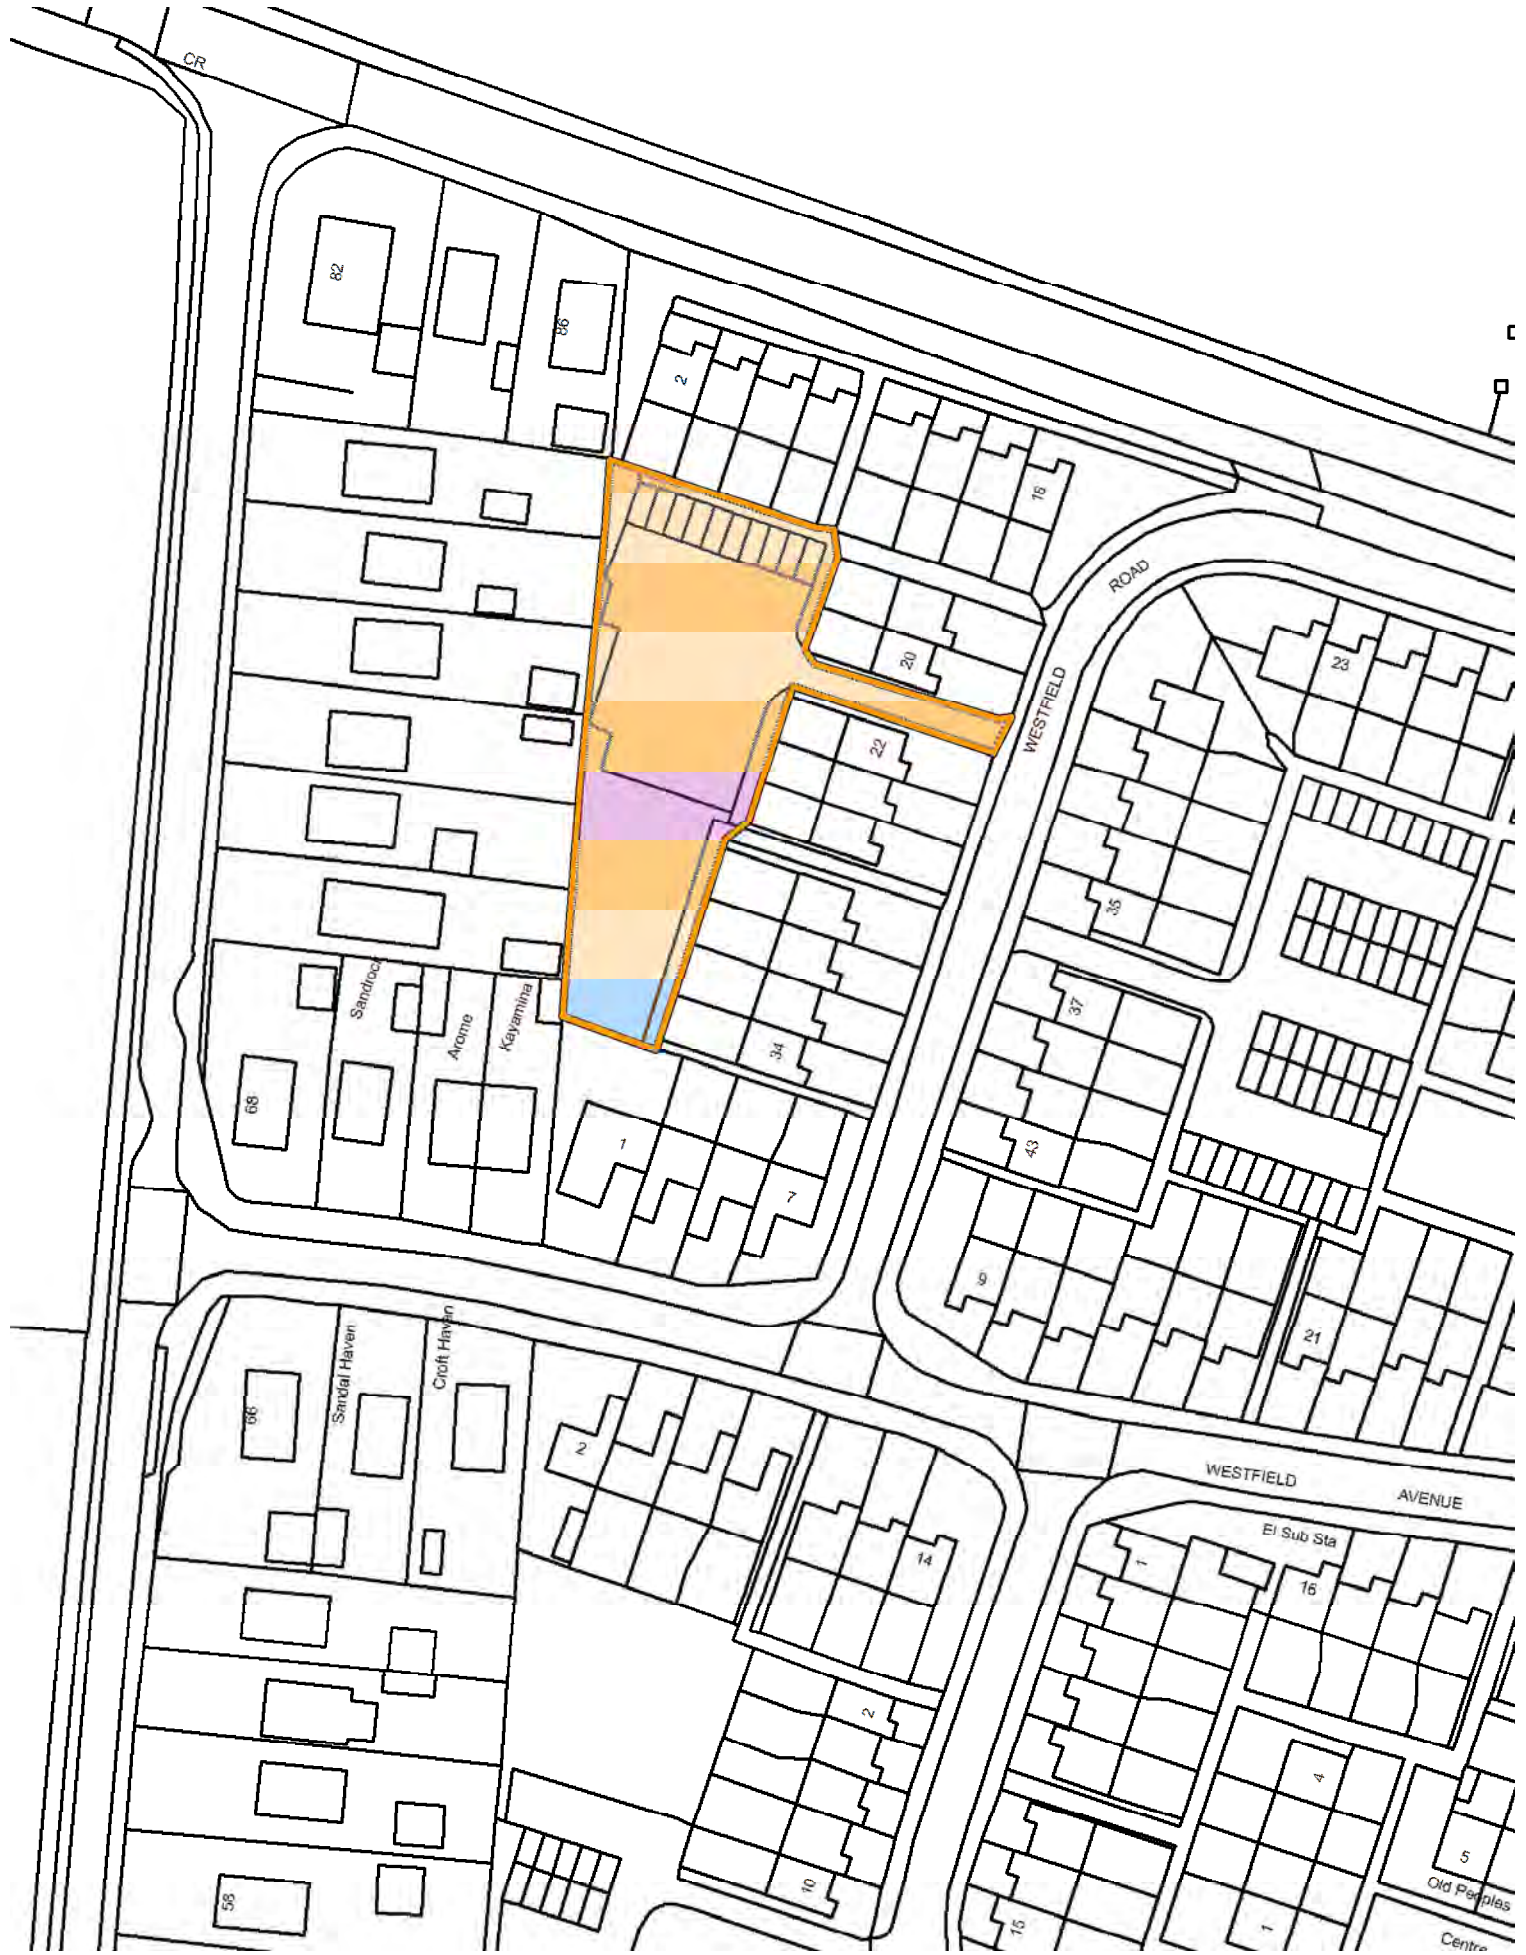 CR
82
86
2
16
ROAD
20
23
WESTFIELD
22
35
Sandrock
37
Arome
Kayamina
34
68
1
43
7
9
21
Sandal Haven
Croft Haven
66
2
WESTFIELD
AVENUE
El Sub Sta
14
1
16
2
4
5
10
58
15
1
Old Peoples
Centre